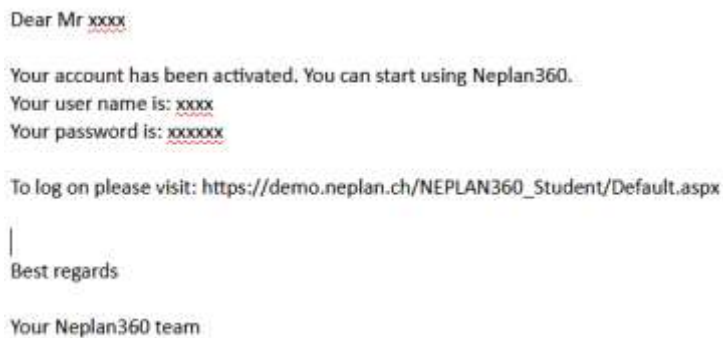 Dear Mr xxxx
Your account has been activated. You can start using Neplan360.
Your user name is: xxxx
Your password is: xxxxxx
To log on please visit: https://demo.neplan.ch/NEPLAN360_Student/Default.aspx
Best regards
Your Neplan360 team